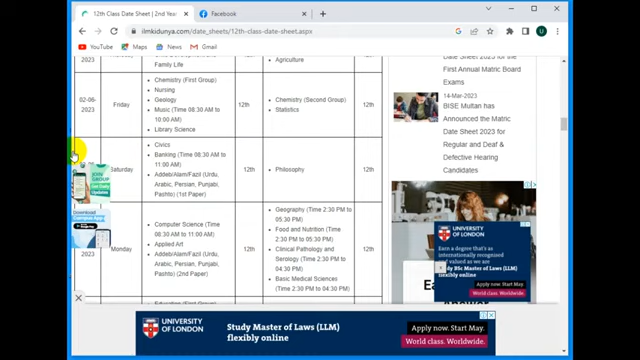 12th Class Date Sheet | 2nd Year
Facebook
ilmkidunya.com/date_sheets/12th-class-date-sheet.aspx
U
YouTube
Maps
News
Gmail
2023
Family Life
Agriculture
12th
02-06-2023
Friday
Chemistry (First Group)
Nursing
Geology
Music (Time 08:30 AM to
10:00 AM)
Library Science
12th
Chemistry (Second Group)
Statistics
12th
Saturday
Civics
Banking (Time 08:30 AM to
11:00 AM)
Addeb/Alam/Fazil (Urdu,
Arabic, Persian, Punjabi,
Pashto) (1st Paper)
12th
Philosophy
12th
JOIN
GROUP
Get Daily
Updates
Download
Campus App
2023
Monday
Computer Science (Time
08:30 AM to 11:00 AM)
Applied Art
Addeb/Alam/Fazil (Urdu,
Arabic, Persian, Punjabi,
Pashto) (2nd Paper)
12th
Geography (Time 2:30 PM to
05:30 PM)
Food and Nutrition (Time
2:30 PM to 05:30 PM)
Clinical Pathology and
Serology (Time 2:30 PM to
04:30 PM)
Basic Medical Sciences
(Time 2:30 PM to 04:30 PM)
12th
Date Sheet 2023 for the
First Annual Matric Board
Exams
14-Mar-2023
BISE Multan has
Announced the Matric
Date Sheet 2023 for
Regular and Deaf &
Defective Hearing
Candidates
UNIVERSITY
OF LONDON
Earn a degree that's
internationally recognised
and valued as we are
Study BSc Master of Laws (LLM)
flexibly online
Apply now. Start May.
World class. Worldwide.
UNIVERSITY
OF LONDON
Study Master of Laws (LLM)
flexibly online
Apply now. Start May.
World class. Worldwide.